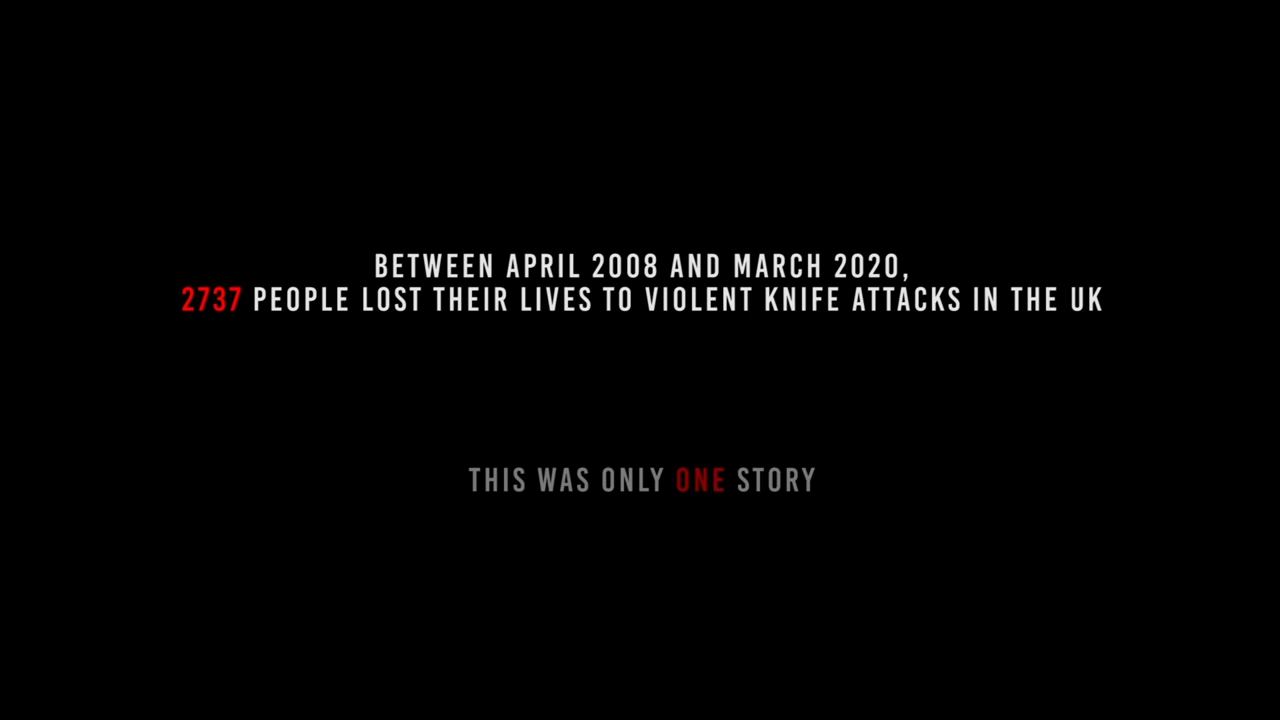 BETWEEN APRIL 2008 AND MARCH 2020,
2737 PEOPLE LOST THEIR LIVES TO VIOLENT KNIFE ATTACKS IN THE UK
THIS WAS ONLY ONE STORY